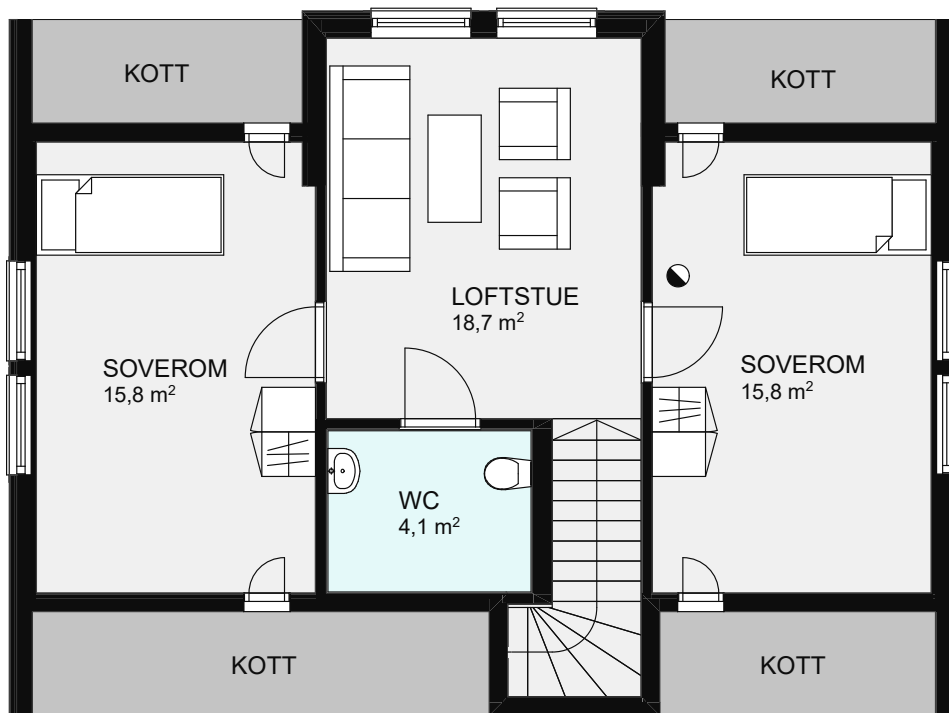 KOTT
KOTT
LOFTSTUE
18,7 m²
SOVEROM
15,8 m²
SOVEROM
15,8 m²
WC
4,1 m²
KOTT
KOTT